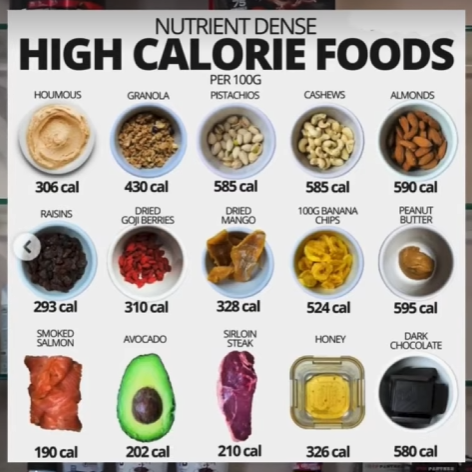 NUTRIENT DENSE
HIGH CALORIE FOODS
PER 100G
HOUMOUS
GRANOLA
PISTACHIOS
CASHEWS
ALMONDS
306 cal
430 cal
585 cal
585 cal
590 cal
RAISINS
DRIED
GOJI BERRIES
DRIED
MANGO
100G BANANA
CHIPS
PEANUT
BUTTER
293 cal
310 cal
328 cal
524 cal
595 cal
SMOKED
SALMON
AVOCADO
SIRLOIN
STEAK
HONEY
DARK
CHOCOLATE
190 cal
202 cal
210 cal
326 cal
580 cal